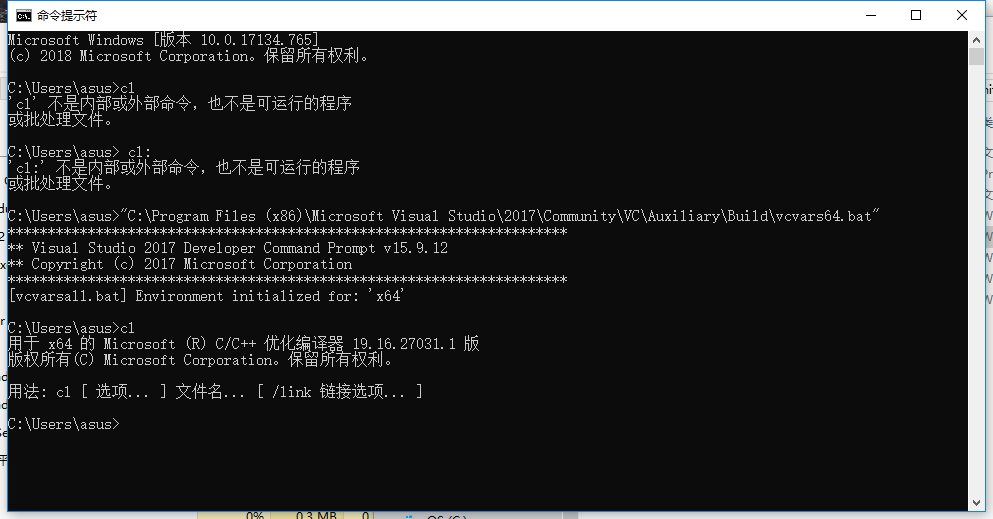 命令提示符
Microsoft Windows [版本 10.0.17134.765]
(c) 2018 Microsoft Corporation。保留所有权利。
C:\Users\asus>cl
'cl' 不是内部或外部命令，也不是可运行的程序
或批处理文件。
C:\Users\asus> cl:
'cl:' 不是内部或外部命令，也不是可运行的程序
或批处理文件。
C:\Users\asus>"C:\Program Files (x86)\Microsoft Visual Studio\2017\Community\VC\Auxiliary\Build\vcvars64.bat"
**********************************************************************
** Visual Studio 2017 Developer Command Prompt v15.9.12
** Copyright (c) 2017 Microsoft Corporation
**********************************************************************
[vcvarsall.bat] Environment initialized for: 'x64'
C:\Users\asus>cl
用于 x64 的 Microsoft (R) C/C++ 优化编译器 19.16.27031.1 版
版权所有(C) Microsoft Corporation。保留所有权利。
用法: cl [ 选项... ] 文件名... [ /link 链接选项... ]
C:\Users\asus>
0% 0.3 MB 0